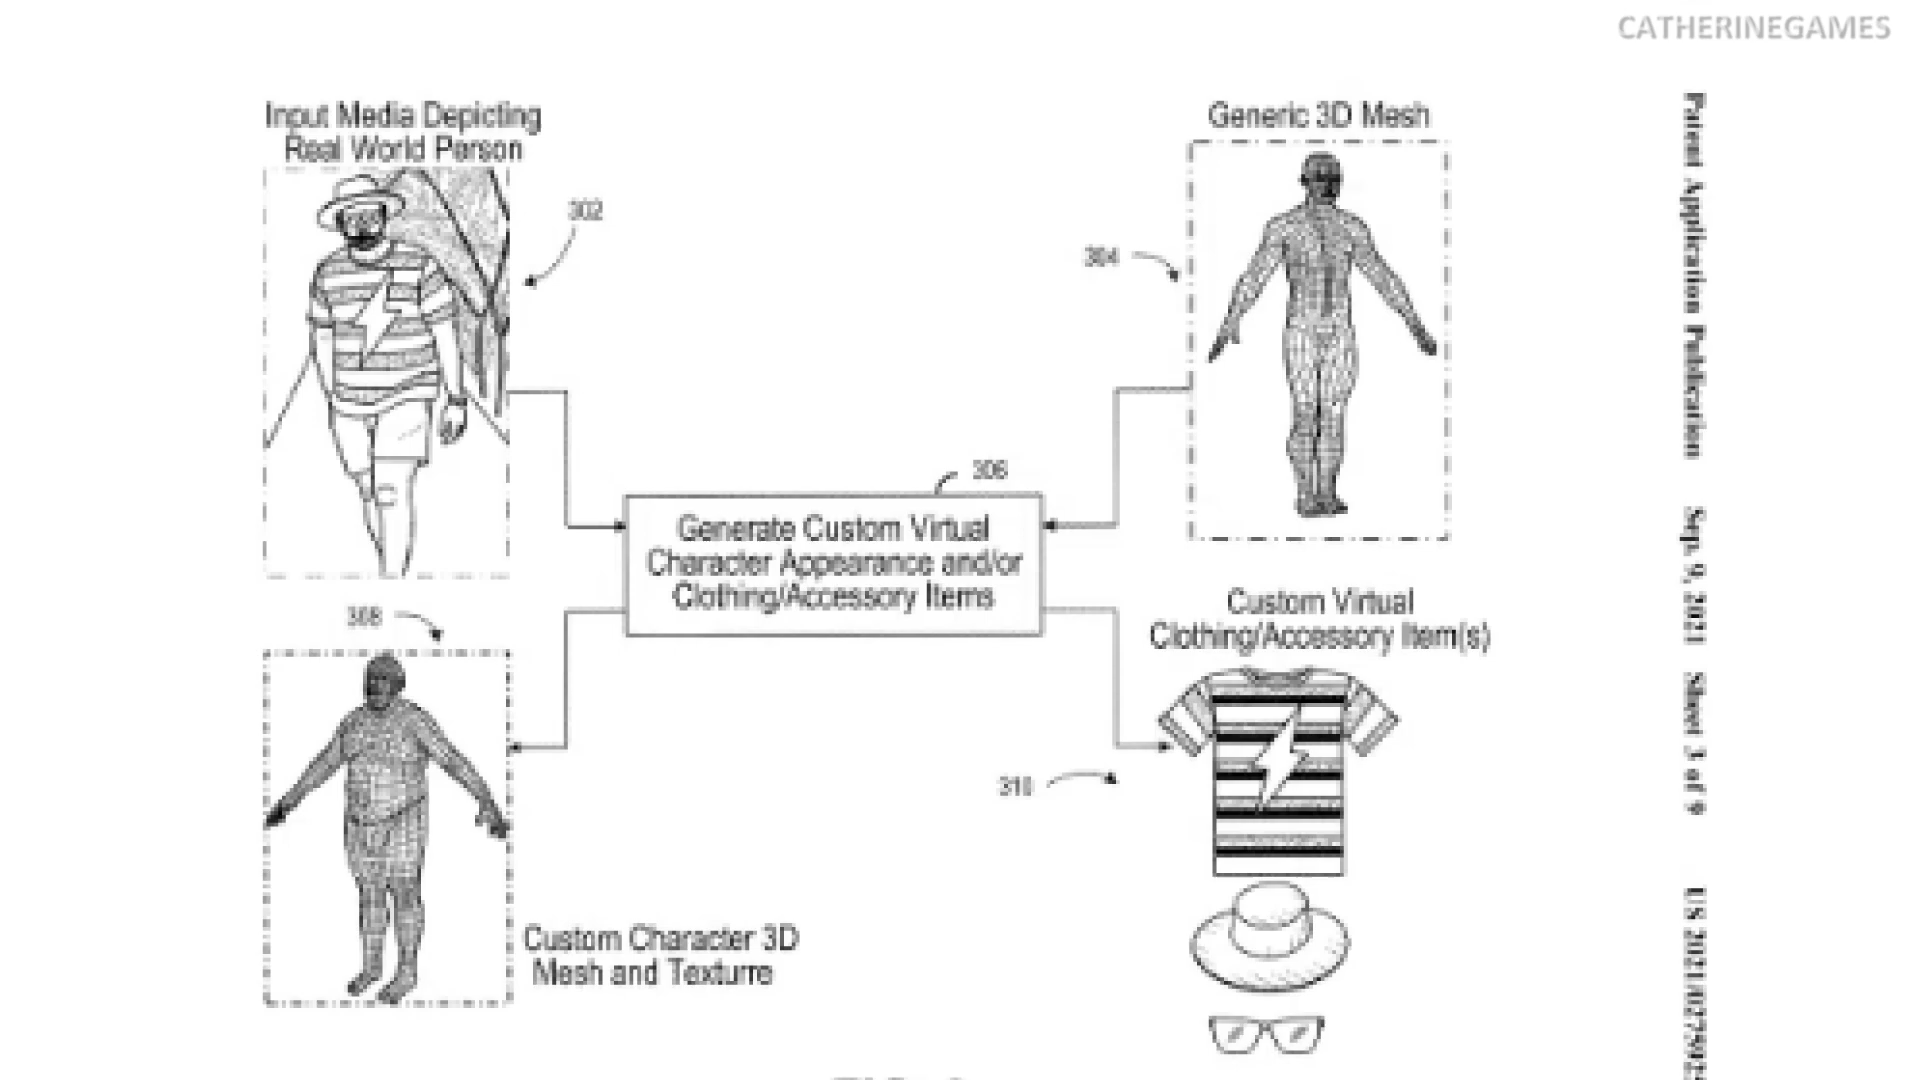 CATHERINEGAMES
Input Media Depicting
Real World Person
302
Generic 3D Mesh
304
306
Generate Custom Virtual
Character Appearance and/or
Clothing/Accessory Items
308
Custom Character 3D
Mesh and Texturre
Custom Virtual
Clothing/Accessory Item(s)
310
Patent Application Publication Sep. 9, 2021 Sheet 3 of 9